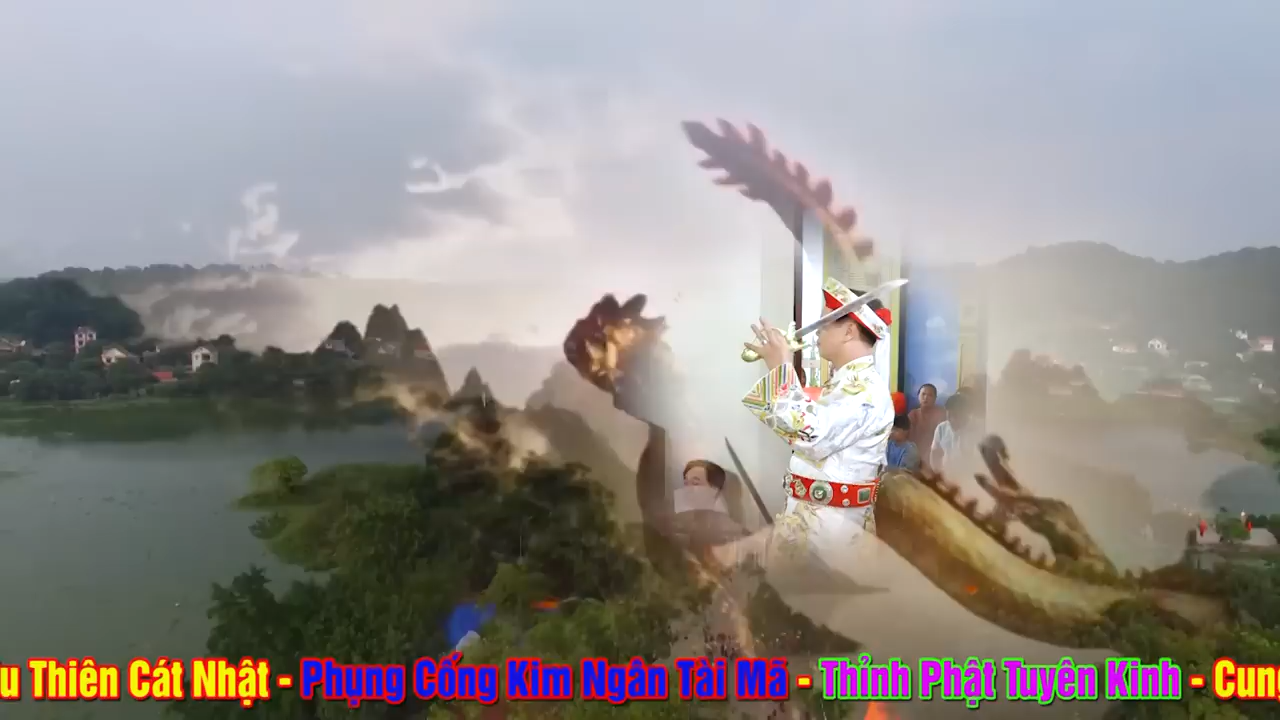 u Thiên Cát Nhật - Phụng Cống Kim Ngân Tài Mã - Thỉnh Phật Tuyên Kinh - Cung